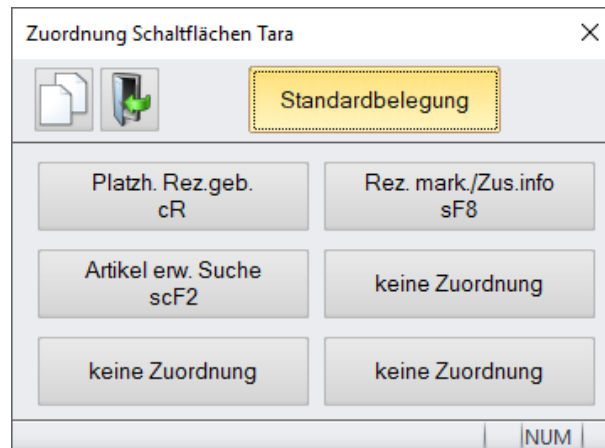 Zuordnung Schaltflächen Tara
Standardbelegung
Platzh. Rez.geb.
cR
Rez. mark./Zus.info
sF8
Artikel erw. Suche
scF2
keine Zuordnung
keine Zuordnung
keine Zuordnung
NUM